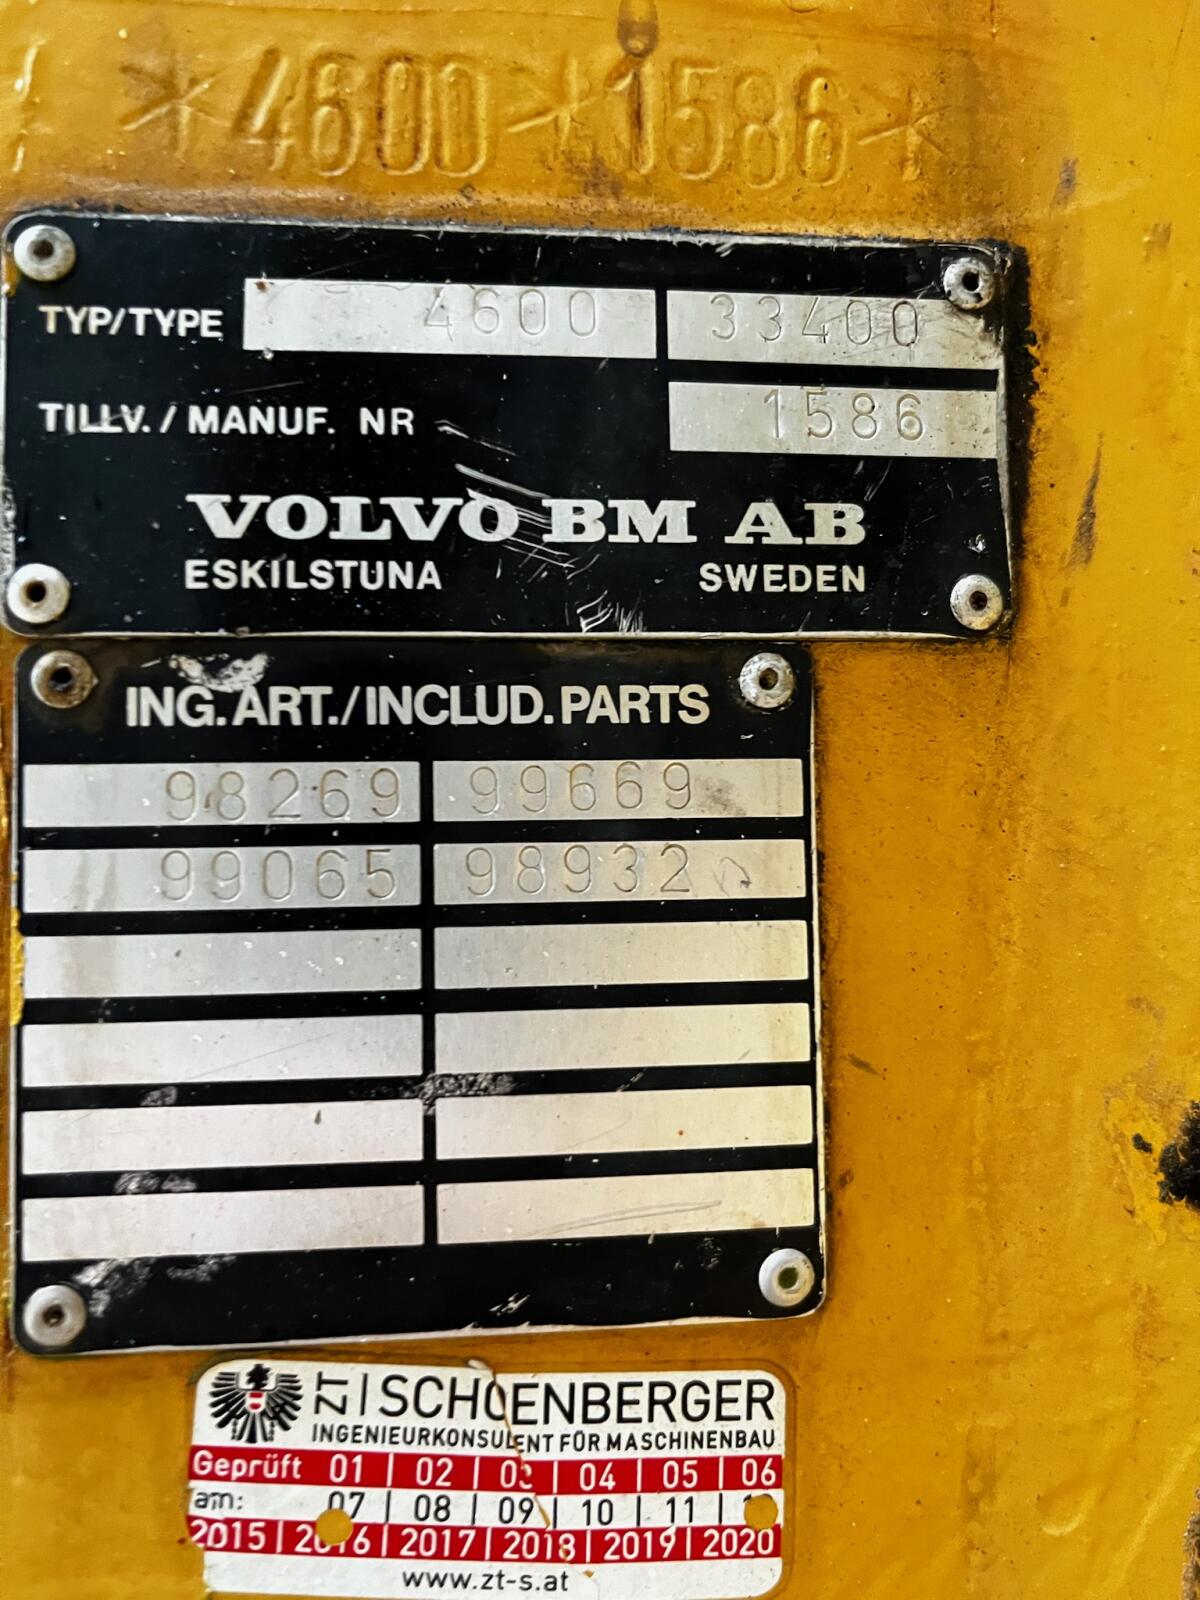 *4600*1586*
TYP/TYPE 4600 33400
TILLV./MANUF. NR 1586
VOLVO BM AB
ESKILSTUNA SWEDEN
ING.ART./INCLUD.PARTS
98269 99669
99065 98932
ZT|SCHOENBERGER
INGENIEURKONSULENT FÜR MASCHINENBAU
Geprüft 01 | 02 | 03 | 04 | 05 | 06
am: 07 | 08 | 09 | 10 | 11 |
2015 | 2016 | 2017 | 2018 | 2019 | 2020
www.zt-s.at